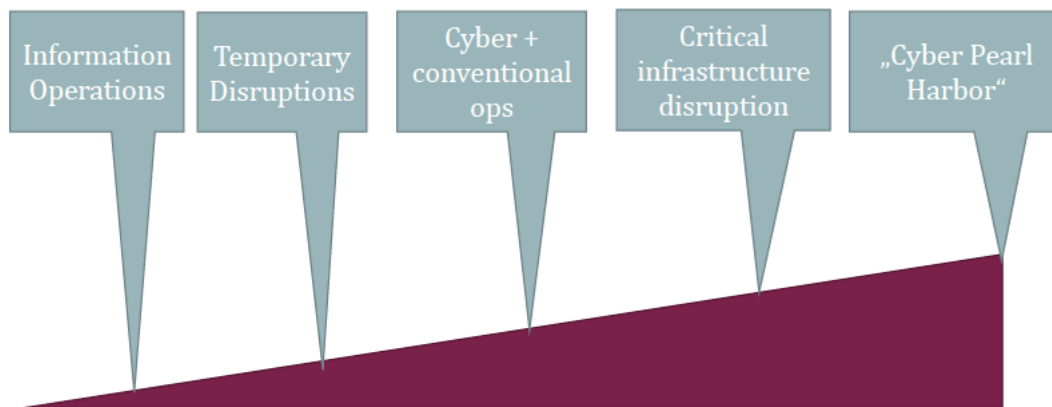 Information
Operations
Temporary
Disruptions
Cyber +
conventional
ops
Critical
infrastructure
disruption
„Cyber Pearl
Harbor“